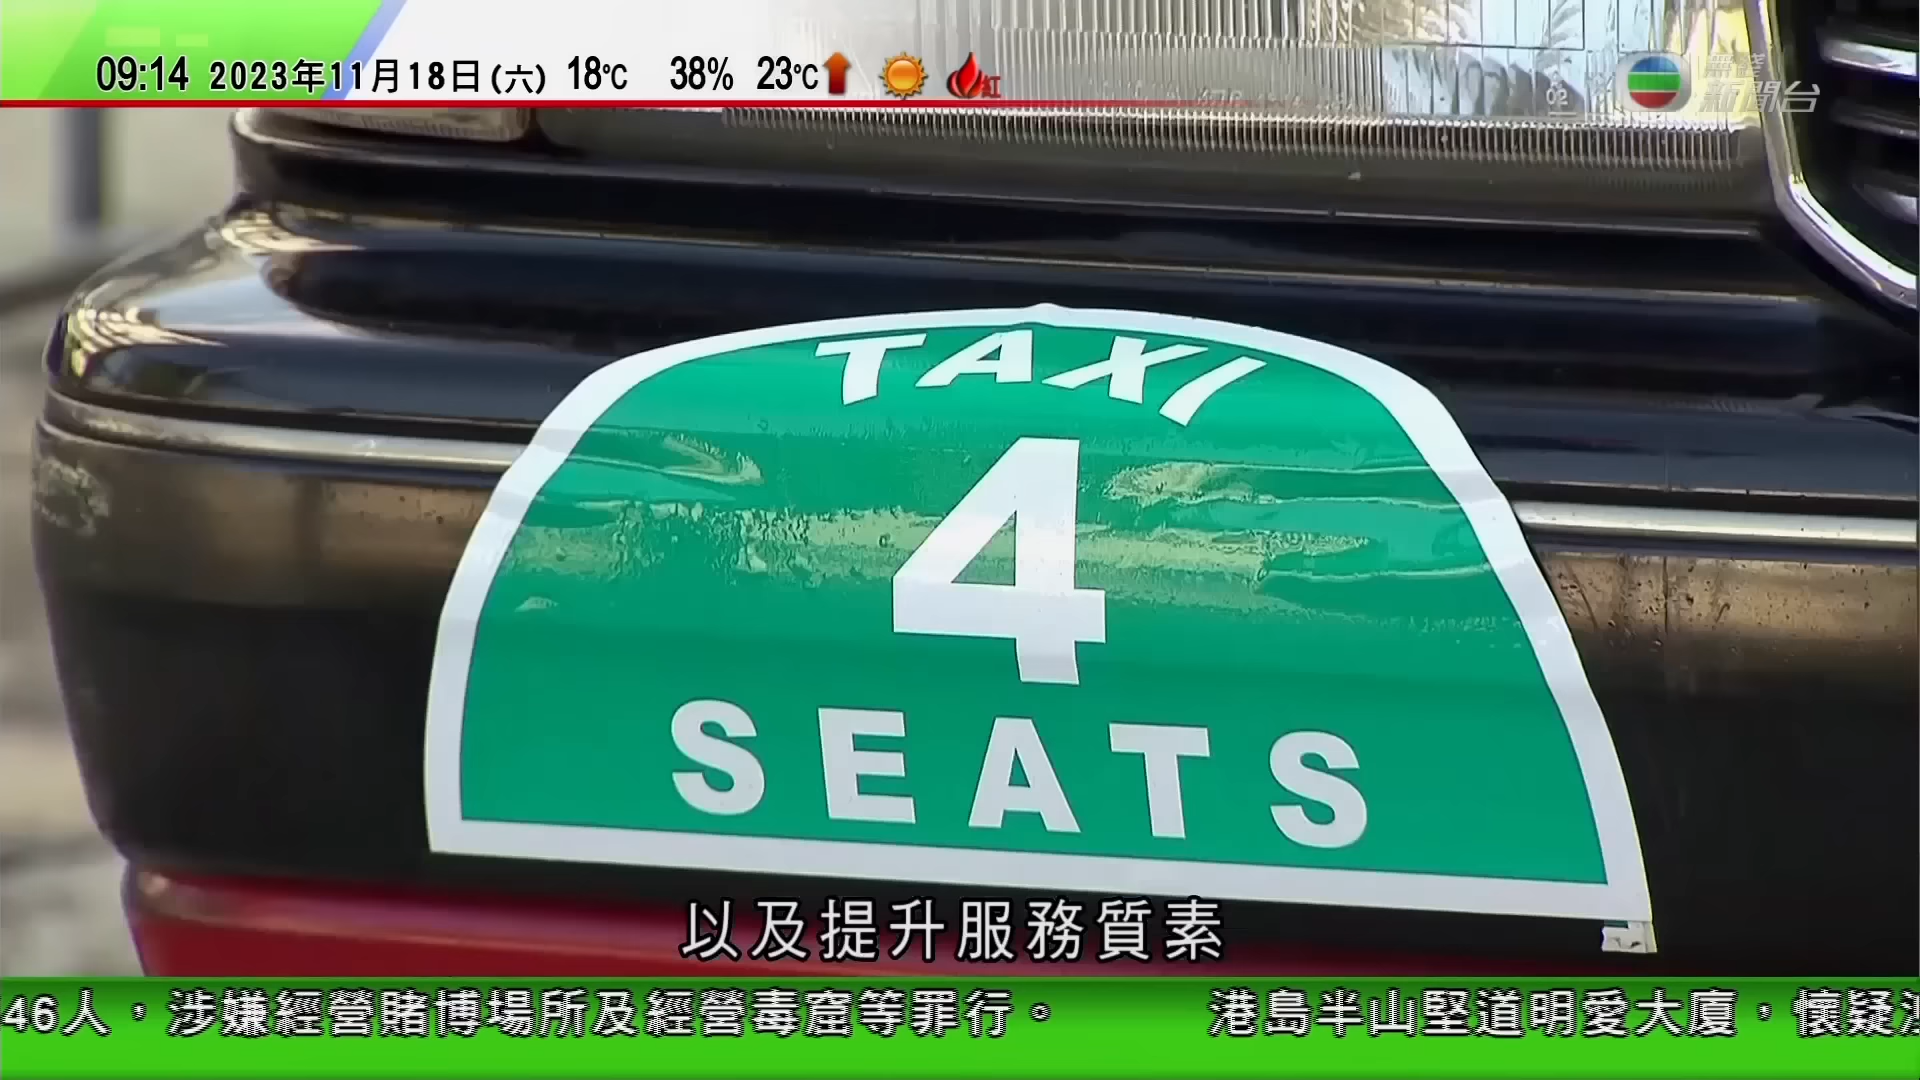 09:14 2023年11月18日(六) 18°C 38% 23°C 紅
無綫
新聞台
TAXI
4
SEATS
以及提升服務質素
46人，涉嫌經營賭博場所及經營毒窟等罪行。 港島半山堅道明愛大廈，懷疑